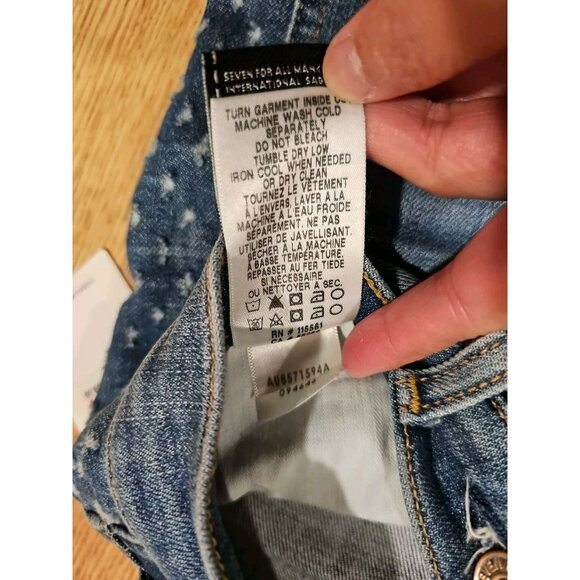 SEVEN FOR ALL MANK
INTERNATIONAL SAG
TURN GARMENT INSIDE OU
MACHINE WASH COLD
SEPARATELY
DO NOT BLEACH
TUMBLE DRY LOW
IRON COOL WHEN NEEDED
OR DRY CLEAN
TOURNEZ LE VÊTEMENT
À L'ENVERS, LAVER À LA
MACHINE À L'EAU FROIDE
SÉPARÉMENT. NE PAS
UTILISER DE JAVELLISANT.
SÉCHER À LA MACHINE
À BASSE TEMPÉRATURE.
REPASSER AU FER TIÈDE
SI NÉCESSAIRE
OU NETTOYER À SEC.
RN # 115561
CA #
AUB571594A